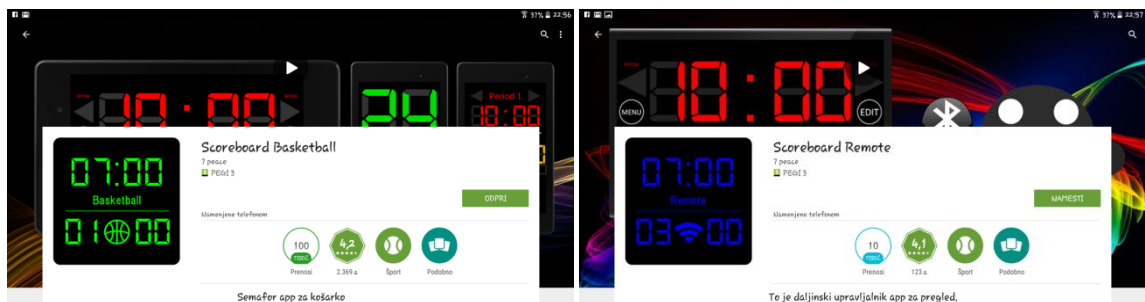 37% 22:56
Arrow
10:00
Arrow
24
Period 1
10:00
07:00
Basketball
01 00
Scoreboard Basketball
7 peace
PEGI 3
ODPRI
Namenjene telefonom
100
TISOČ
Prenosi
4,2
2.369
Šport
Podobno
Semafor app za košarko
37% 22:57
Arrow
10:00
MENU
EDIT
07:00
Remote
03 00
Scoreboard Remote
7 peace
PEGI 3
NAMESTI
Namenjene telefonom
10
TISOČ
Prenosi
4,1
123
Šport
Podobno
To je daljinski upravljalnik app za pregled,